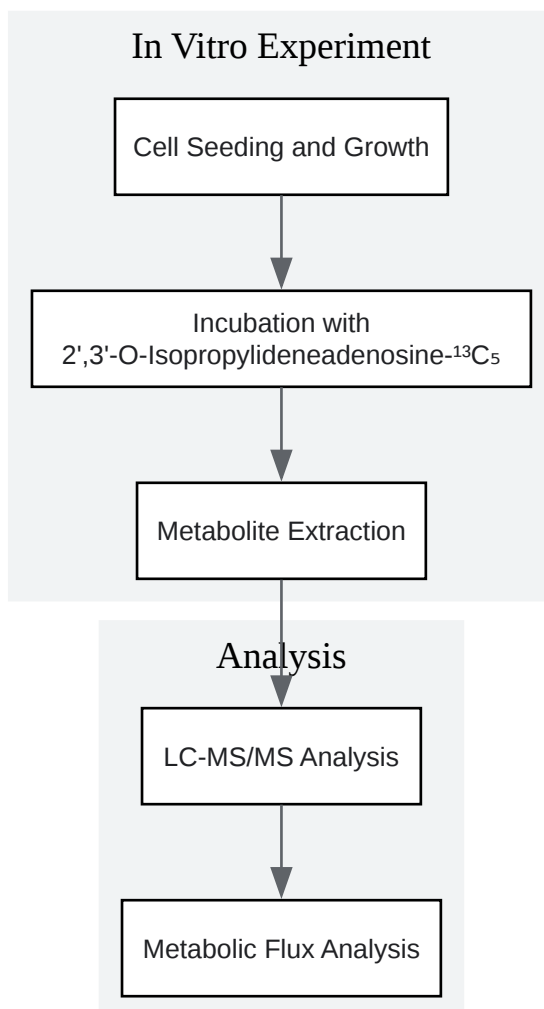 In Vitro Experiment
Cell Seeding and Growth
Incubation with
2',3'-O-Isopropylideneadenosine-¹³C₅
Metabolite Extraction
Analysis
LC-MS/MS Analysis
Metabolic Flux Analysis